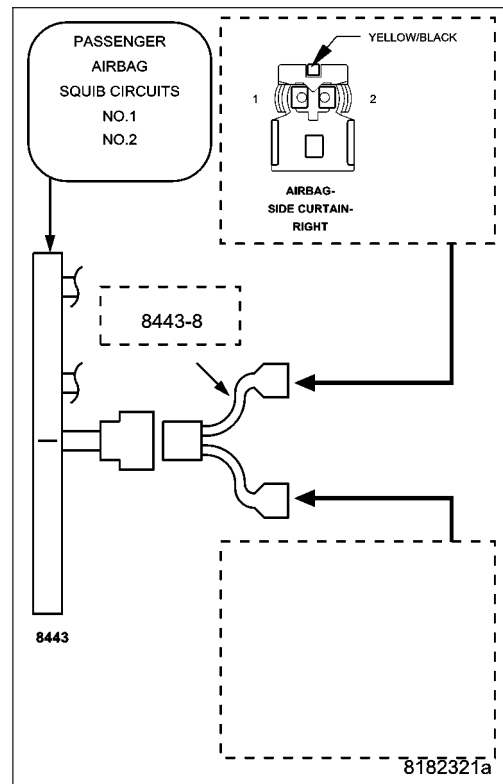 PASSENGER
AIRBAG
SQUIB CIRCUITS
NO.1
NO.2
YELLOW/BLACK
1
2
AIRBAG-
SIDE CURTAIN-
RIGHT
8443-8
8443
8182321a